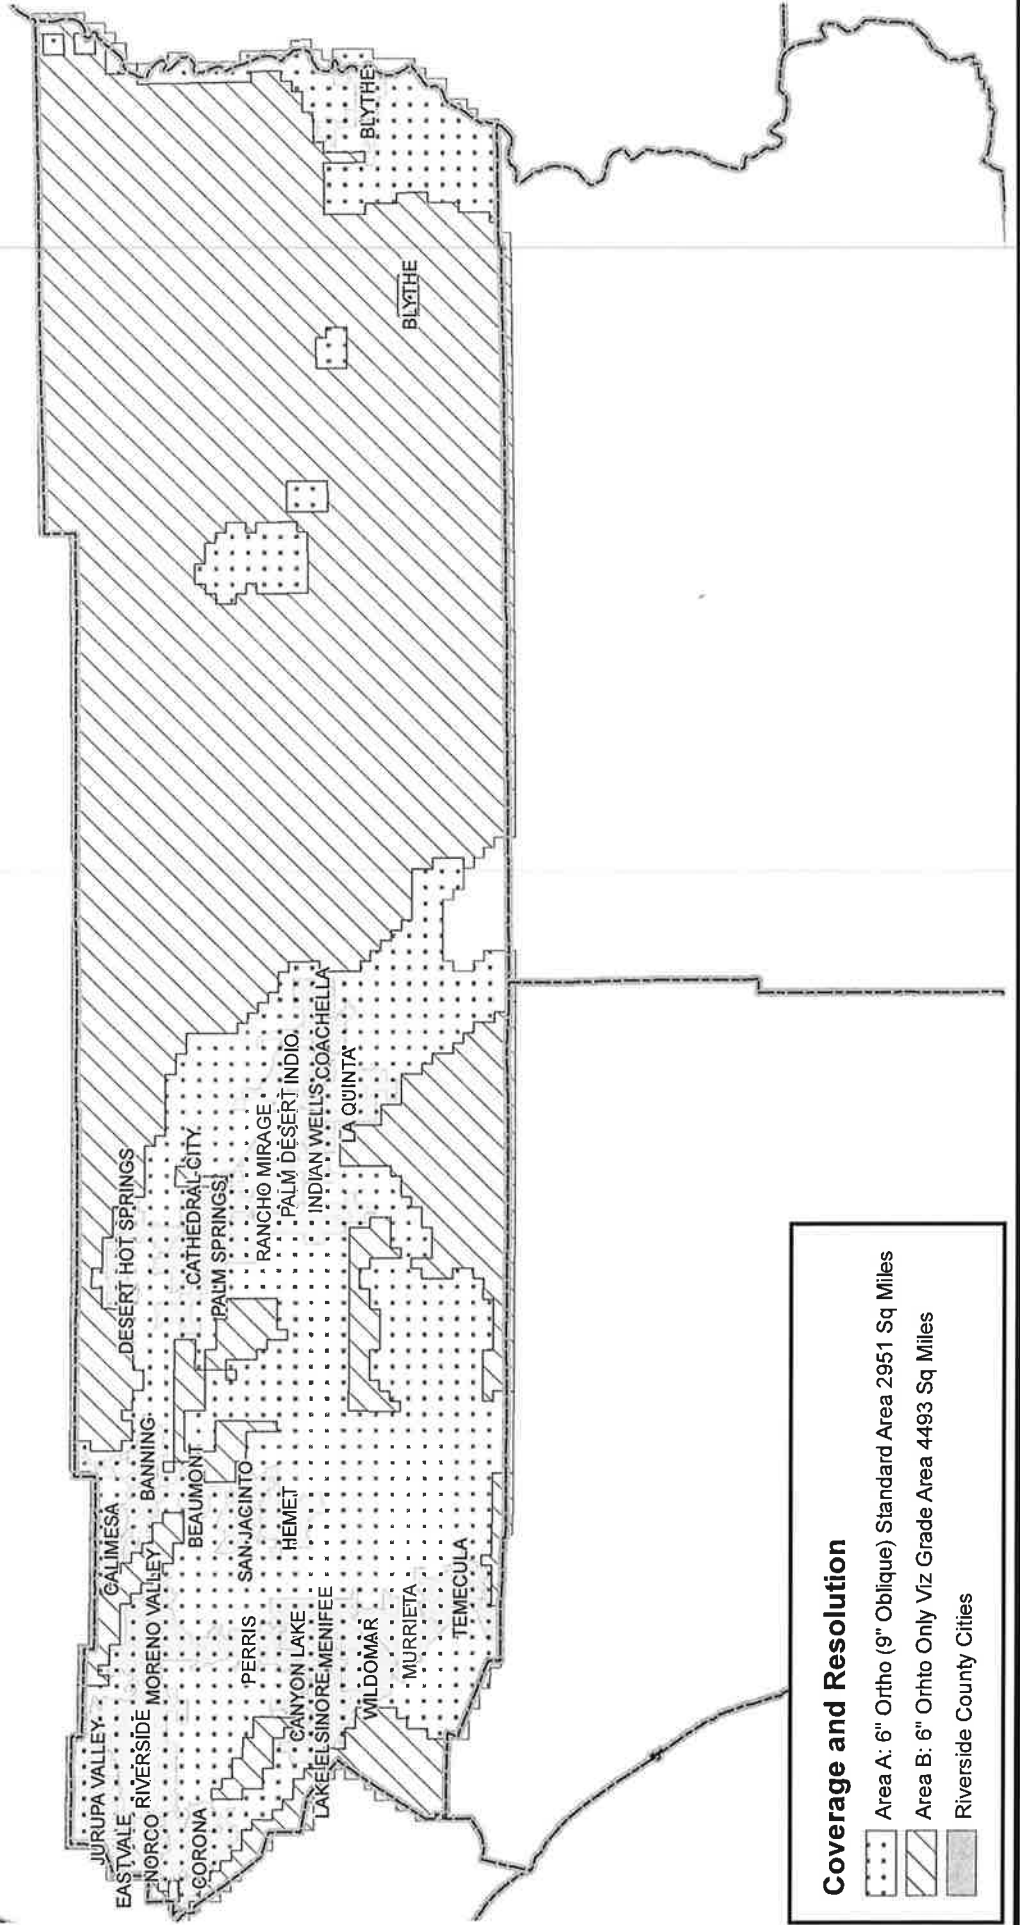 JURUPA VALLEY
EASTVALE
NORCO
RIVERSIDE
CORONA
MORENO VALLEY
CALIMESA
BANNING
BEAUMONT
SAN JACINTO
HEMET
PERRIS
CANYON LAKE
LAKE ELSINORE
MENIFEE
WILDOMAR
MURRIETA
TEMECULA
DESERT HOT SPRINGS
CATHEDRAL CITY
PALM SPRINGS
RANCHO MIRAGE
PALM DESERT
INDIO
INDIAN WELLS
COACHELLA
LA QUINTA
BLYTHE
BLYTHE
Coverage and Resolution
Area A: 6" Ortho (9" Oblique) Standard Area 2951 Sq Miles
Area B: 6" Orhto Only Viz Grade Area 4493 Sq Miles
Riverside County Cities